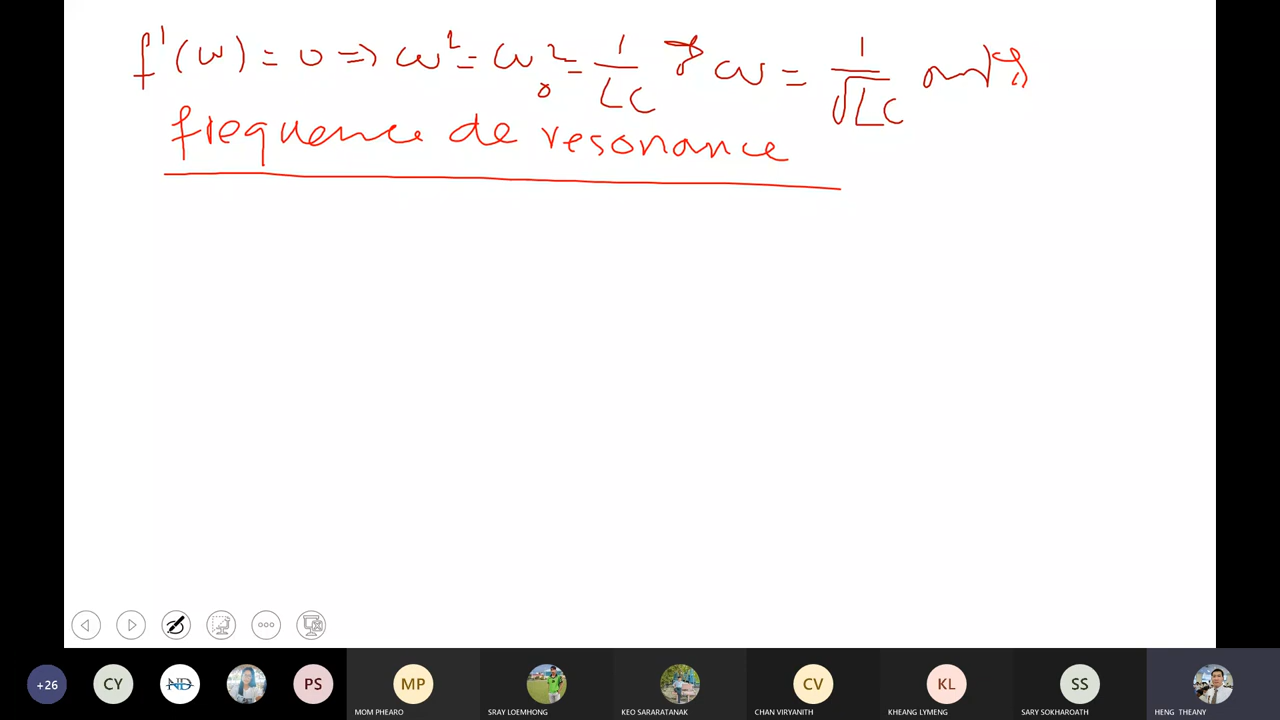 f'(ω) = 0 => ω² = ω₀² = 1/LC ω = 1/√LC
frequence de resonance
+26 CY ND PS MP CV KL SS
MOM PHEARO SRAY LOEMHONG KEO SARARATANAK CHAN VIRYANITH KHEANG LYMENG SARY SOKHAROATH HENG THEANY